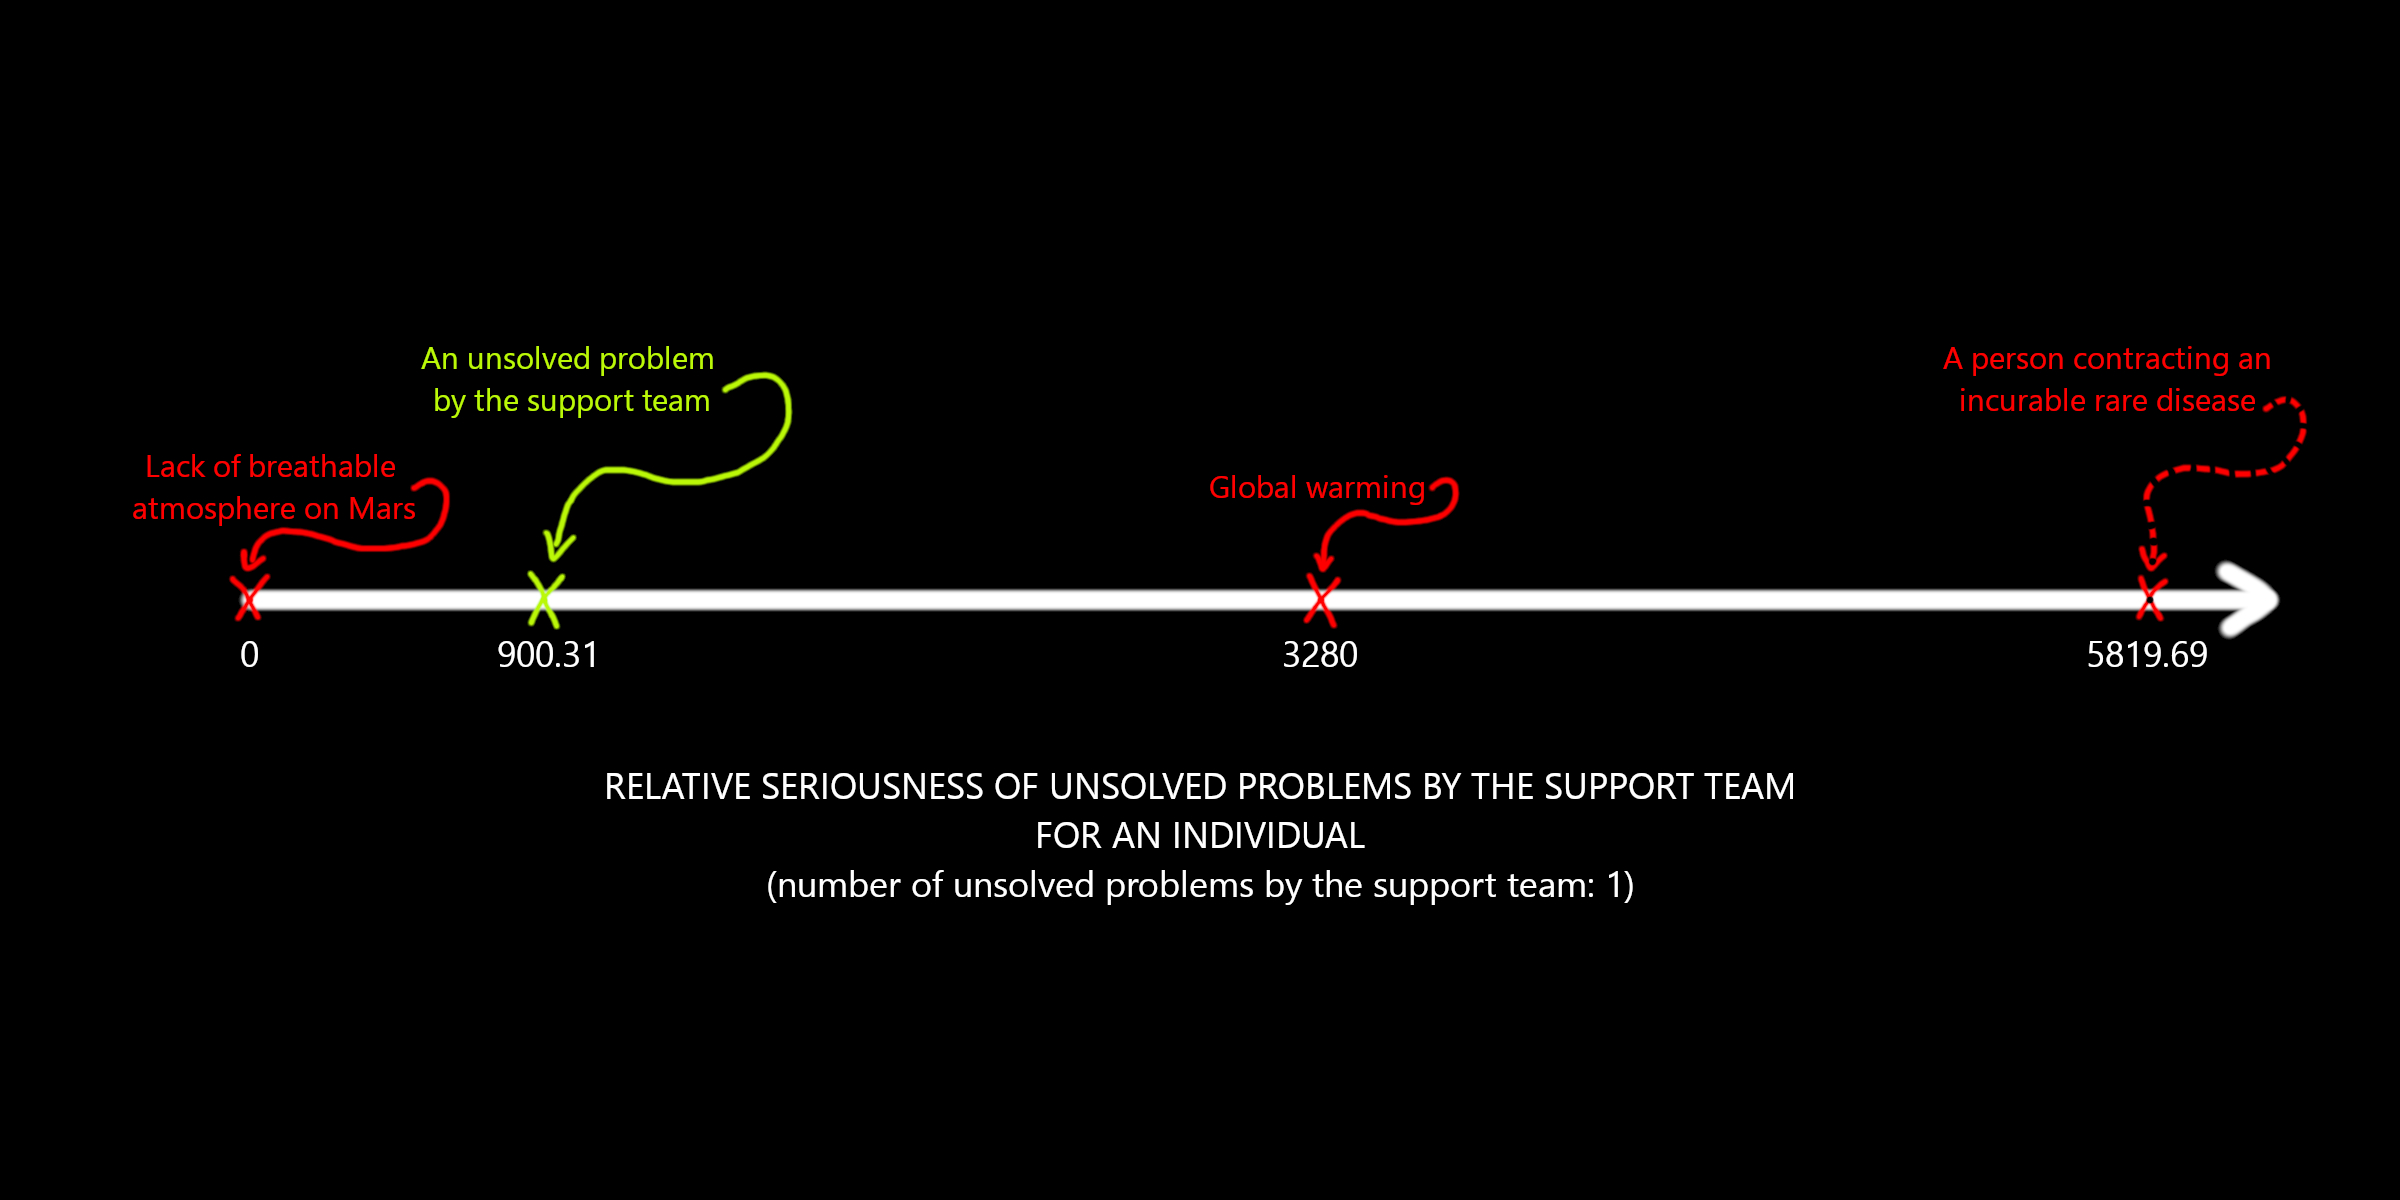 An unsolved problem
by the support team
A person contracting an
incurable rare disease
Lack of breathable
atmosphere on Mars
Global warming
0
900.31
3280
5819.69
RELATIVE SERIOUSNESS OF UNSOLVED PROBLEMS BY THE SUPPORT TEAM
FOR AN INDIVIDUAL
(number of unsolved problems by the support team: 1)